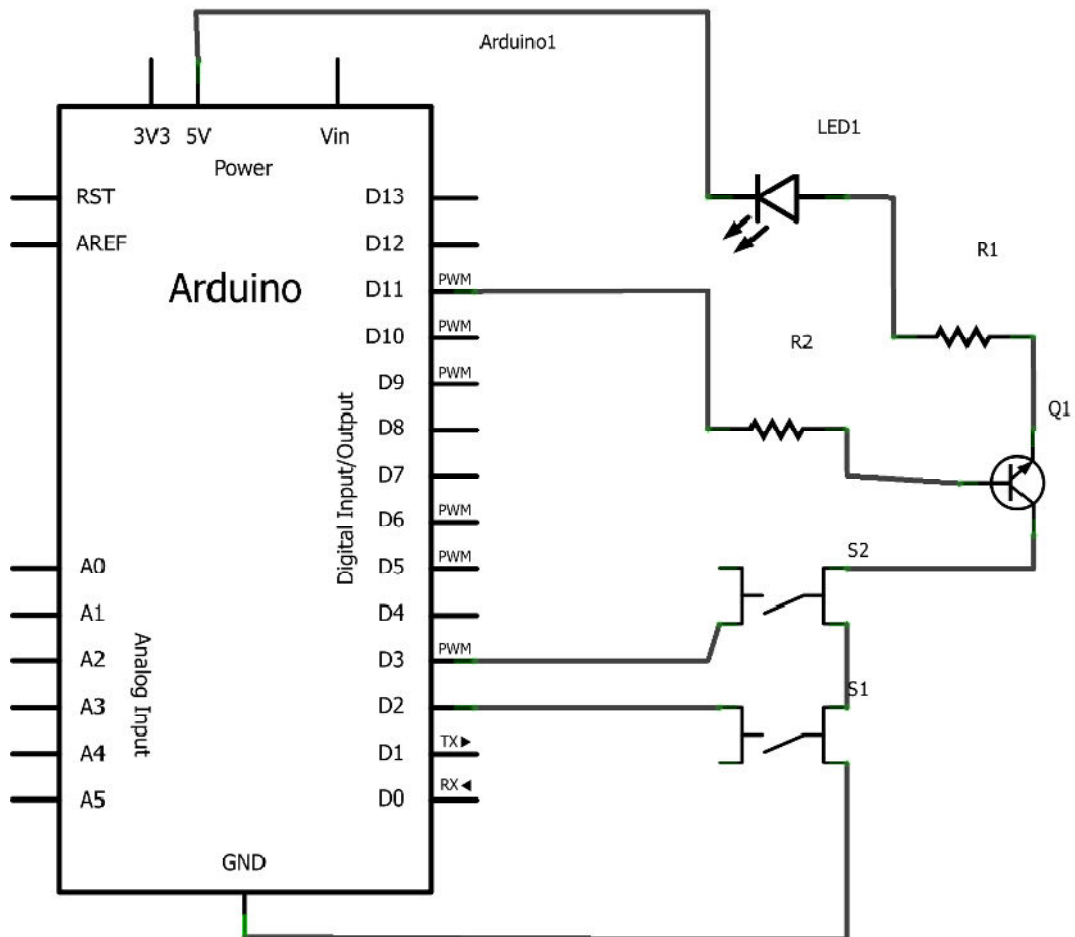 Arduino1
3V3 5V Vin
Power
LED1
RST
AREF
Arduino
D13
D12
D11 PWM
D10 PWM
D9 PWM
D8
D7
D6 PWM
D5 PWM
D4
D3 PWM
D2
D1 TX▶
D0 RX◀
Digital Input/Output
A0
A1
A2
A3
A4
A5
Analog Input
GND
R1
R2
Q1
S2
S1